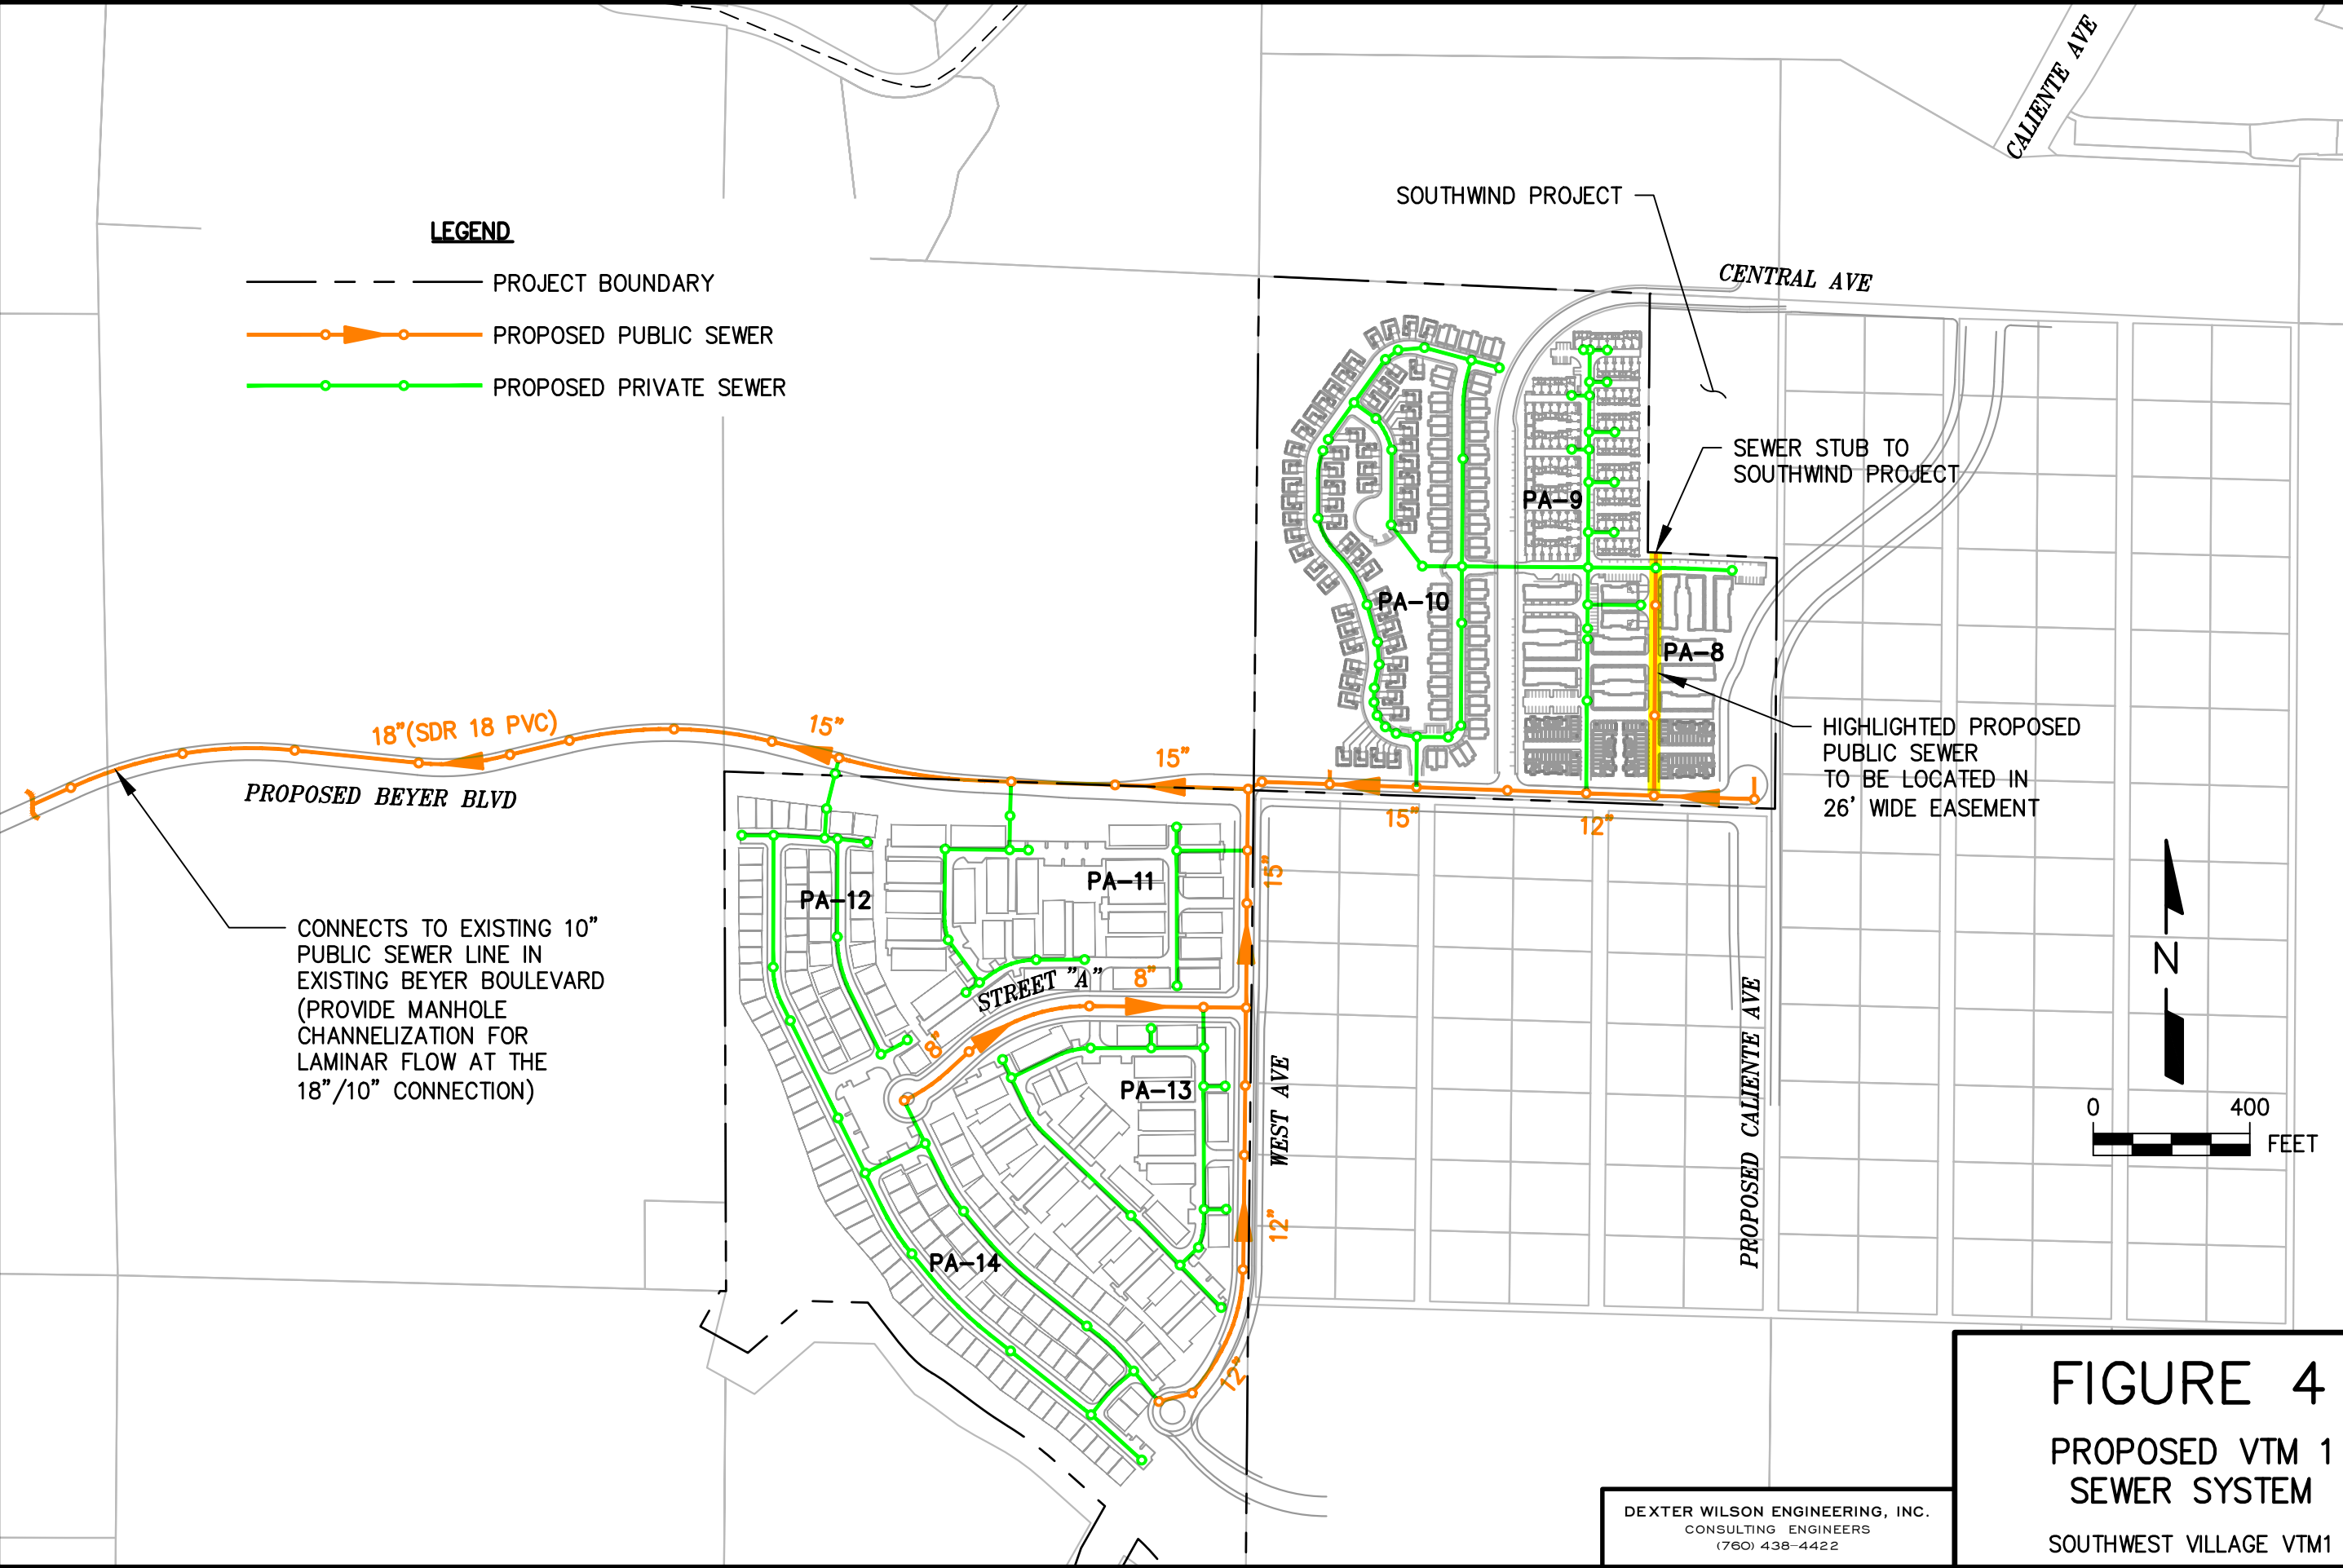 CALIENTE AVE
SOUTHWIND PROJECT
LEGEND
PROJECT BOUNDARY
PROPOSED PUBLIC SEWER
PROPOSED PRIVATE SEWER
CENTRAL AVE
SEWER STUB TO
SOUTHWIND PROJECT
PA-9
PA-10
PA-8
18"(SDR 18 PVC)
15"
15"
PROPOSED BEYER BLVD
HIGHLIGHTED PROPOSED
PUBLIC SEWER
TO BE LOCATED IN
26' WIDE EASEMENT
15"
12"
15"
PA-11
PA-12
CONNECTS TO EXISTING 10"
PUBLIC SEWER LINE IN
EXISTING BEYER BOULEVARD
(PROVIDE MANHOLE
CHANNELIZATION FOR
LAMINAR FLOW AT THE
18"/10" CONNECTION)
STREET "A"
8"
8"
PA-13
WEST AVE
PROPOSED CALIENTE AVE
N
0
400
FEET
12"
PA-14
12"
FIGURE 4
PROPOSED VTM 1
SEWER SYSTEM
SOUTHWEST VILLAGE VTM1
DEXTER WILSON ENGINEERING, INC.
CONSULTING ENGINEERS
(760) 438-4422